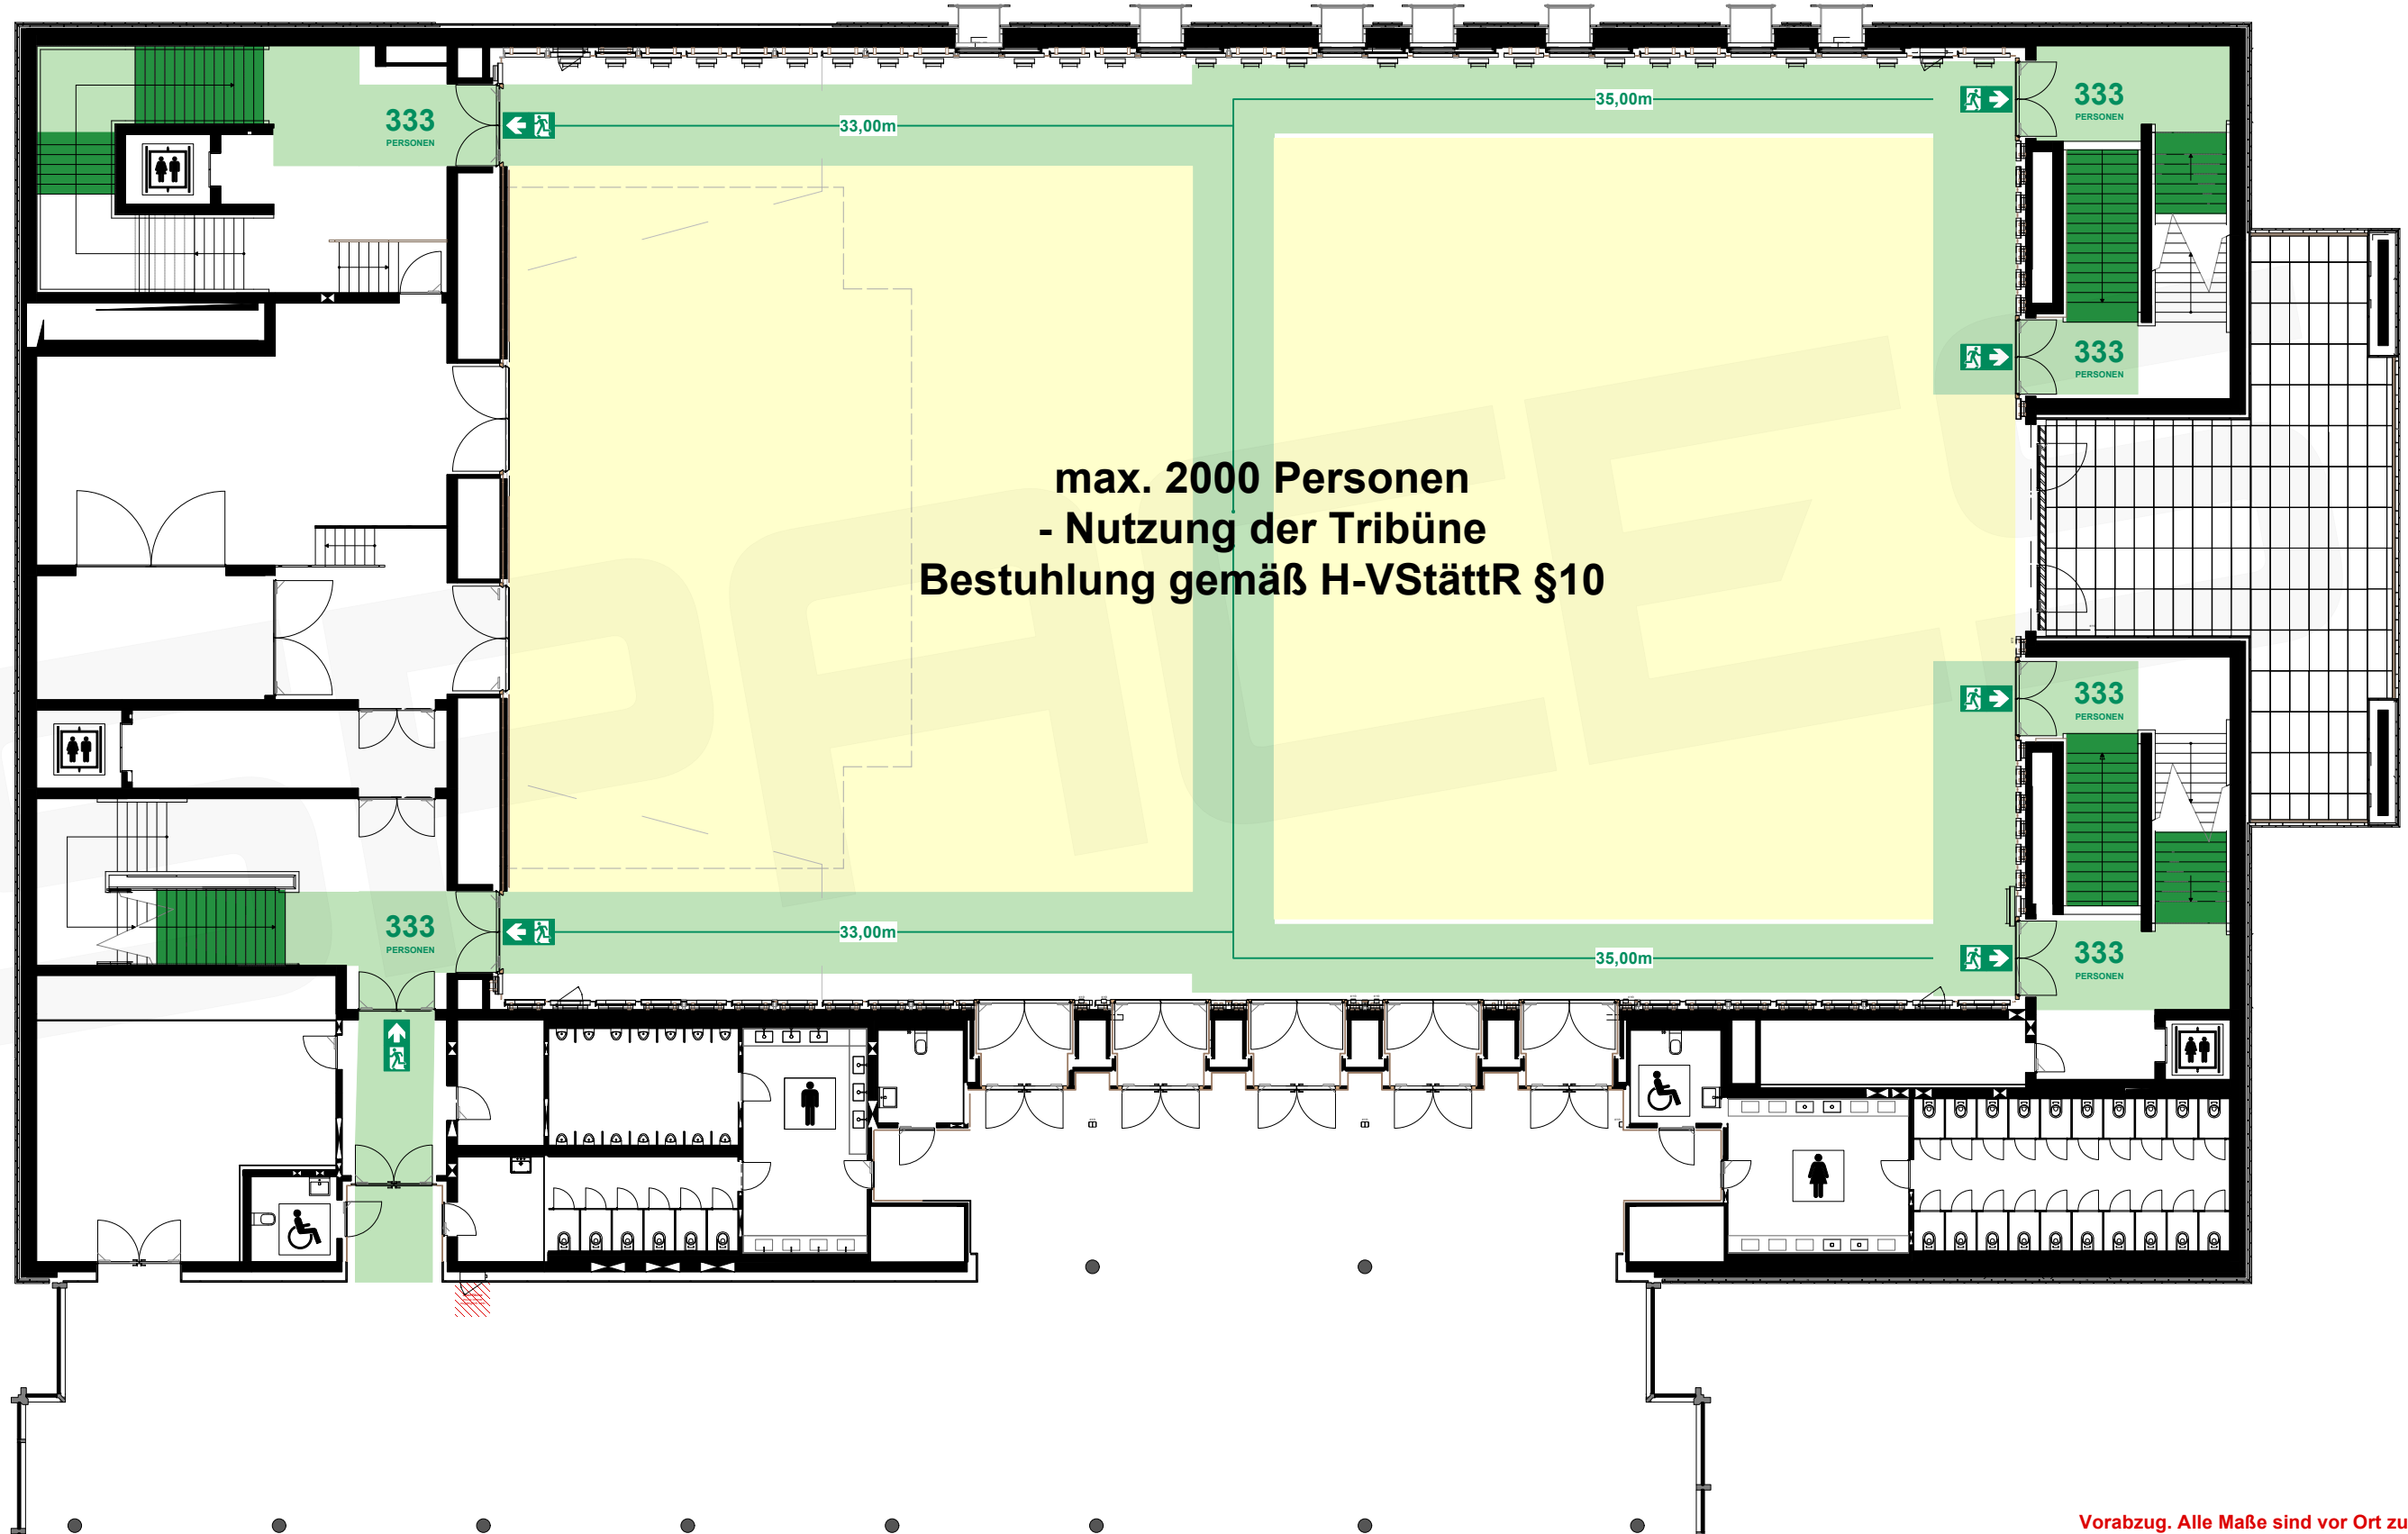 333
PERSONEN
33,00m
35,00m
333
PERSONEN
333
PERSONEN
max. 2000 Personen
- Nutzung der Tribüne
Bestuhlung gemäß H-VStättR §10
333
PERSONEN
333
PERSONEN
33,00m
35,00m
333
PERSONEN
SPACES
Vorabzug. Alle Maße sind vor Ort zu